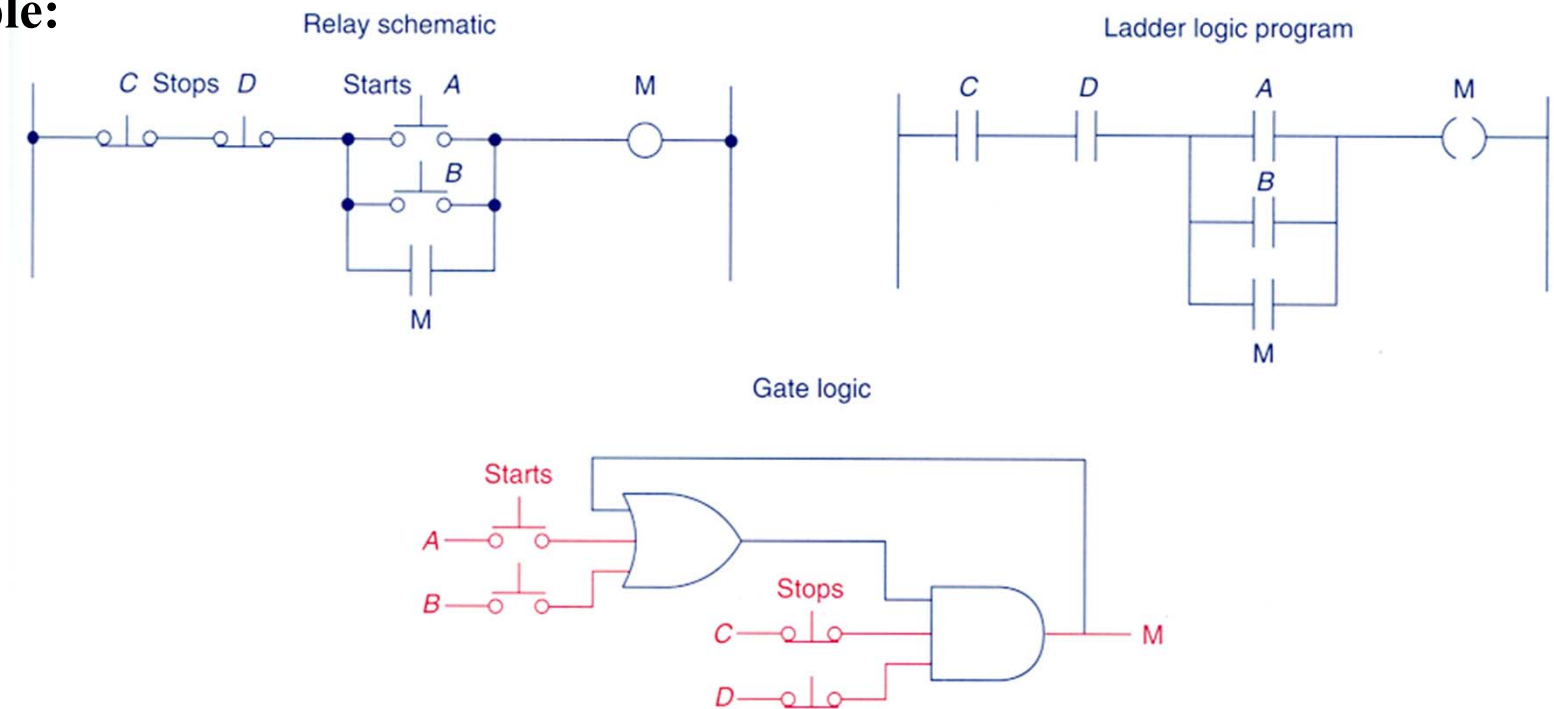 ple:
Relay schematic
C Stops D Starts A M
B
M
Ladder logic program
C D A M
B
M
Gate logic
Starts
A
B
Stops
C
M
D